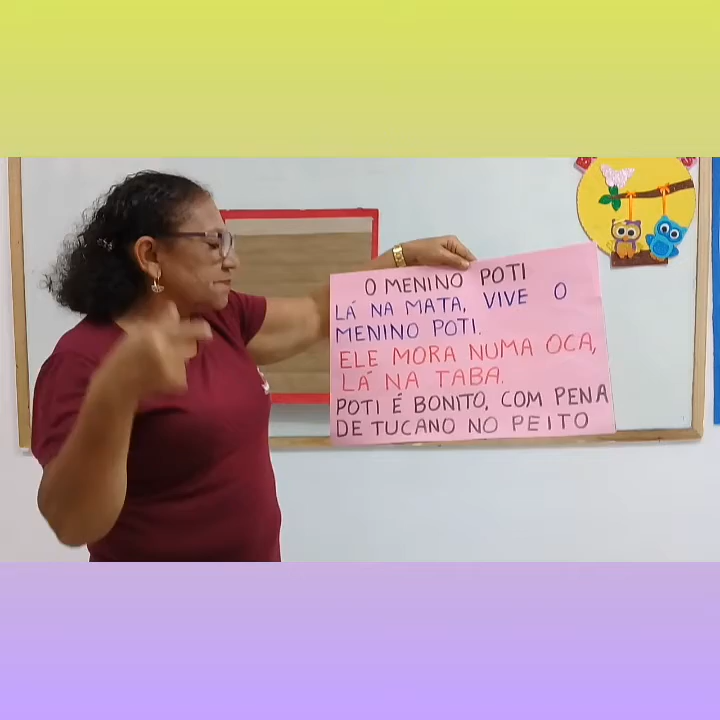 O MENINO POTI
LÁ NA MATA, VIVE O
MENINO POTI.
ELE MORA NUMA OCA,
LÁ NA TABA.
POTI É BONITO, COM PENA
DE TUCANO NO PEITO